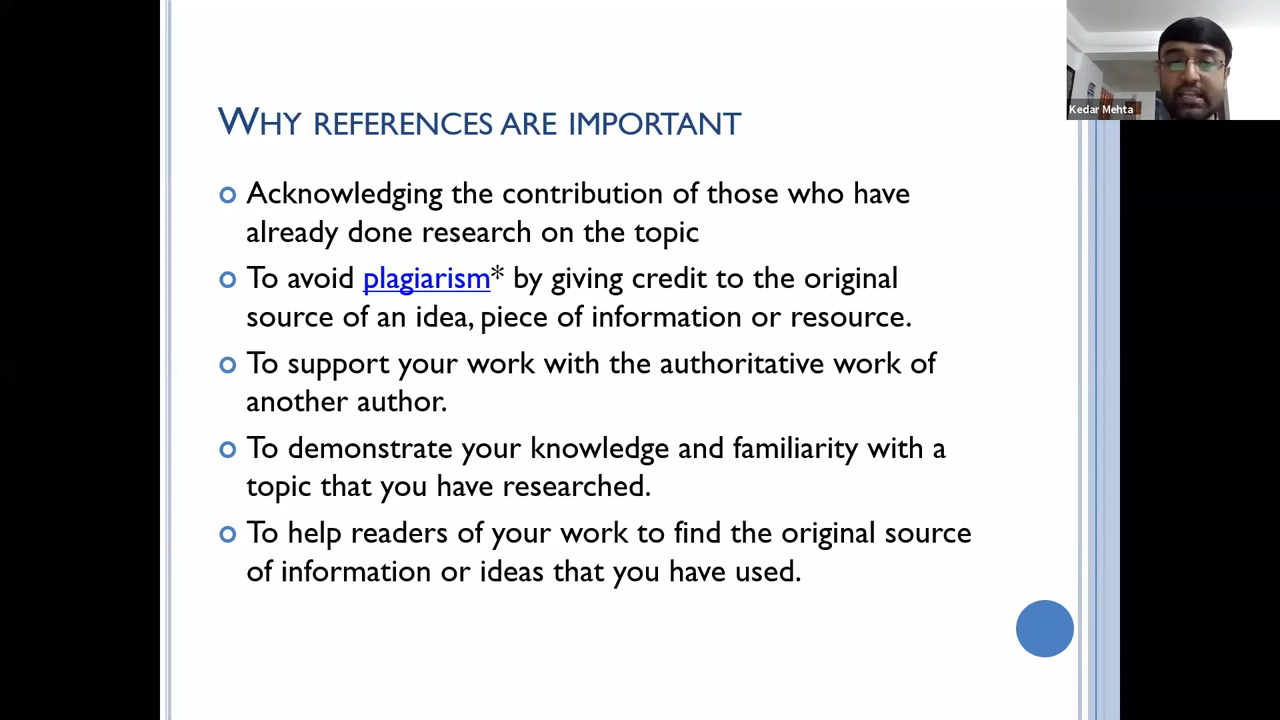 WHY REFERENCES ARE IMPORTANT
Acknowledging the contribution of those who have
already done research on the topic
To avoid plagiarism* by giving credit to the original
source of an idea, piece of information or resource.
To support your work with the authoritative work of
another author.
To demonstrate your knowledge and familiarity with a
topic that you have researched.
To help readers of your work to find the original source
of information or ideas that you have used.
Kedar Mehta